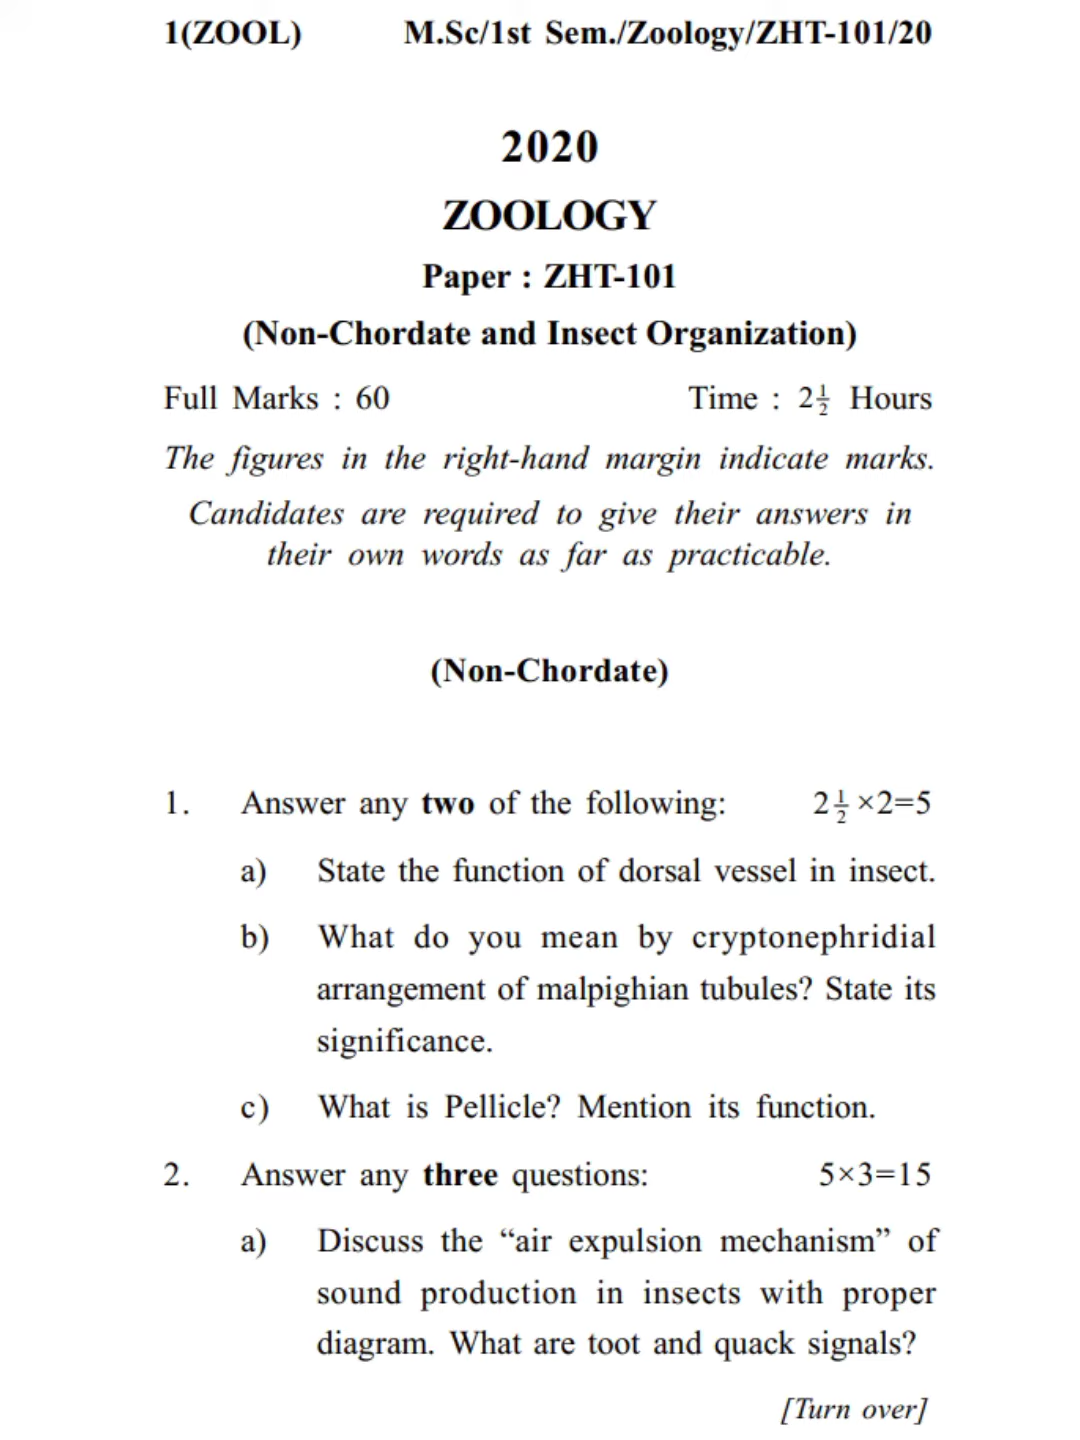 1(ZOOL) M.Sc/1st Sem./Zoology/ZHT-101/20
2020
ZOOLOGY
Paper : ZHT-101
(Non-Chordate and Insect Organization)
Full Marks : 60 Time : 2½ Hours
The figures in the right-hand margin indicate marks.
Candidates are required to give their answers in
their own words as far as practicable.
(Non-Chordate)
1. Answer any two of the following: 2½×2=5
a) State the function of dorsal vessel in insect.
b) What do you mean by cryptonephridial
arrangement of malpighian tubules? State its
significance.
c) What is Pellicle? Mention its function.
2. Answer any three questions: 5×3=15
a) Discuss the “air expulsion mechanism” of
sound production in insects with proper
diagram. What are toot and quack signals?
[Turn over]